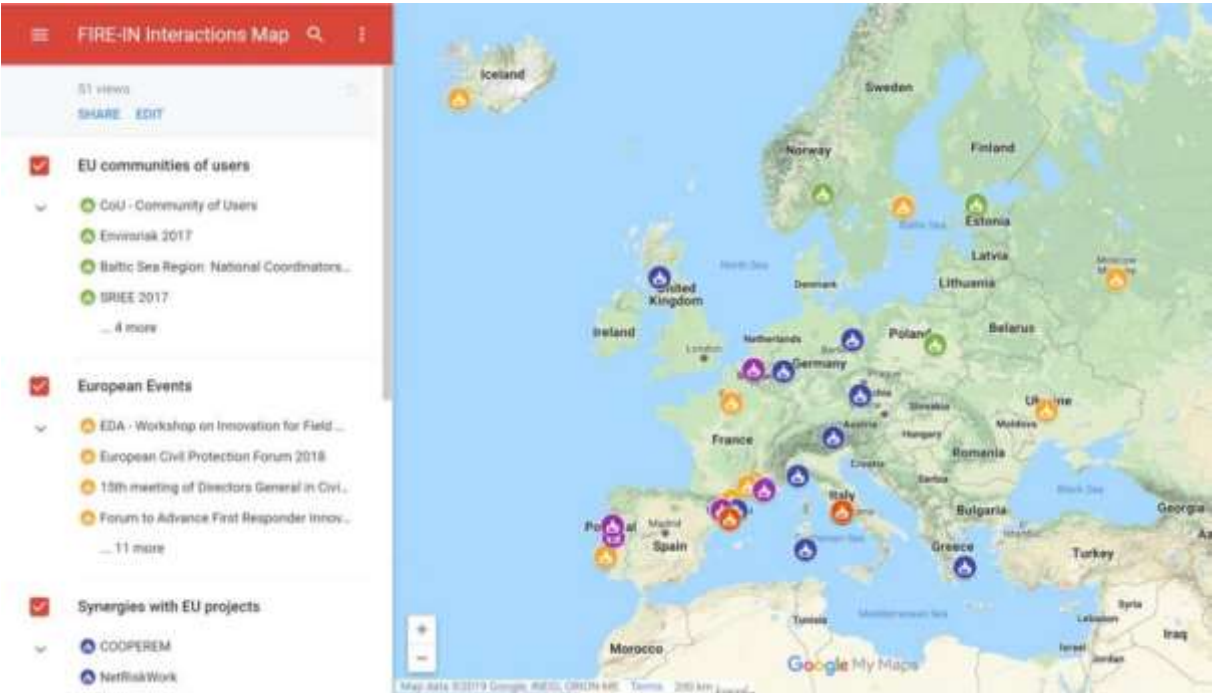 FIRE-IN Interactions Map
51 views
SHARE EDIT
EU communities of users
CoU - Community of Users
Envirorisk 2017
Baltic Sea Region: National Coordinators...
SRIEE 2017
... 4 more
European Events
EDA - Workshop on Innovation for Field ...
European Civil Protection Forum 2018
15th meeting of Directors General in Civi...
Forum to Advance First Responder Innov...
... 11 more
Synergies with EU projects
COOPEREM
NetRiskWork
Iceland
Sweden
Norway
Finland
Baltic Sea
Estonia
Latvia
Moscow
North Sea
Denmark
Lithuania
United
Kingdom
Ireland
Netherlands
Belarus
London
Germany
Prague
Slovakia
Moldova
France
Austria
Hungary
Romania
Croatia
Serbia
Italy
Black Sea
Bulgaria
Georgia
Madrid
Spain
Istanbul
Greece
Turkey
Tunisia
Mediterranean Sea
Syria
Lebanon
Iraq
Israel
Jordan
Morocco
Google My Maps
Map data ©2019 Google, INEGI, ORION-ME Terms 200 km